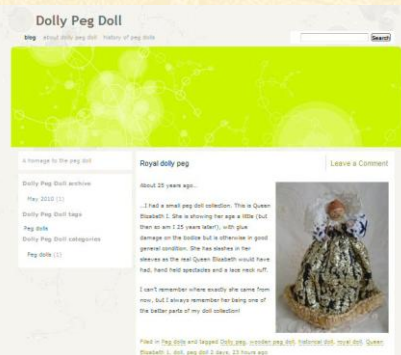 Dolly Peg Doll
blog about dolly peg doll history of peg dolls
Search
A homage to the peg doll
Dolly Peg Doll archive
May 2010 (1)
Dolly Peg Doll tags
Peg dolls
Dolly Peg Doll categories
Peg dolls (1)
Royal dolly peg
Leave a Comment
About 25 years ago..
..I had a small peg doll collection. This is Queen
Elizabeth I. She is showing her age a little (but
then so am I 25 years later!), with glue
damage on the bodice but is otherwise in good
general condition. She has slashes in her
sleeves as the real Queen Elizabeth would have
had, hand held spectacles and a lace neck ruff.
I can't remember where exactly she came from
now, but I always remember her being one of
the better parts of my doll collection!
Filed in Peg dolls and tagged Dolly peg, wooden peg doll, historical doll, royal doll, Queen
Elizabeth 1, doll, peg doll 2 days, 23 hours ago